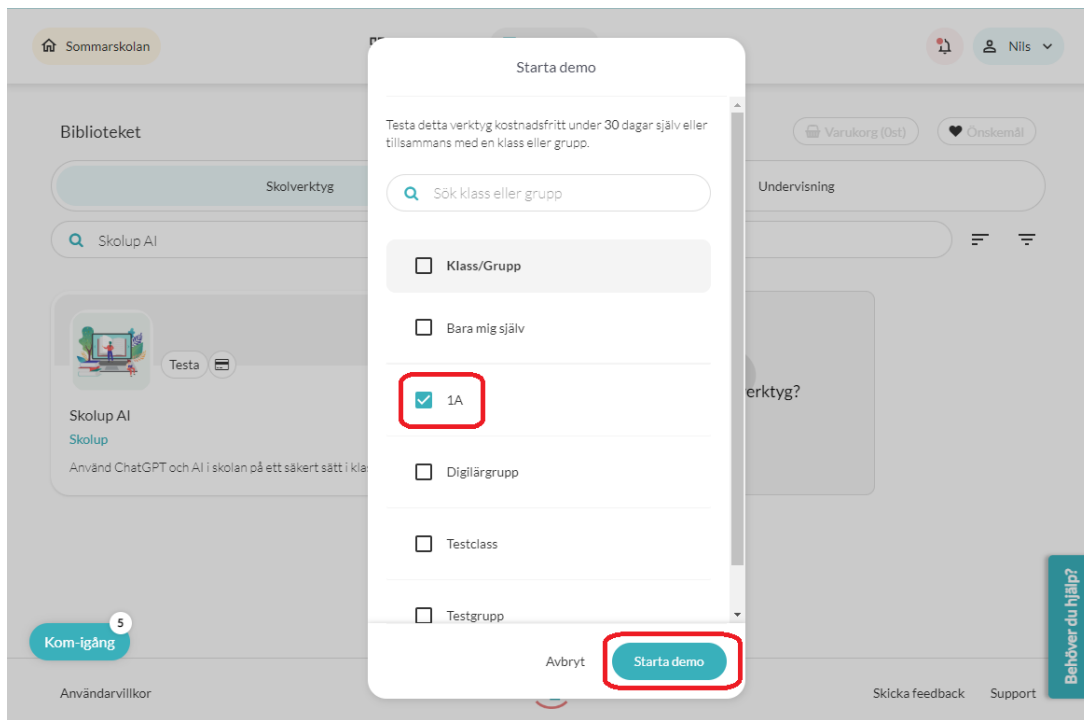 Sommarskolan
Nils
Starta demo
Testa detta verktyg kostnadsfritt under 30 dagar själv eller
tillsammans med en klass eller grupp.
Biblioteket
Varukorg (0st)
Önskemål
Skolverktyg
Undervisning
Sök klass eller grupp
Skolup AI
Klass/Grupp
Bara mig själv
1A
Digilärgrupp
Testclass
Testgrupp
Testa
Skolup AI
Skolup
Använd ChatGPT och AI i skolan på ett säkert sätt i
erktyg?
Avbryt
Starta demo
5
Kom-igång
Behöver du hjälp?
Användarvillkor
Skicka feedback
Support